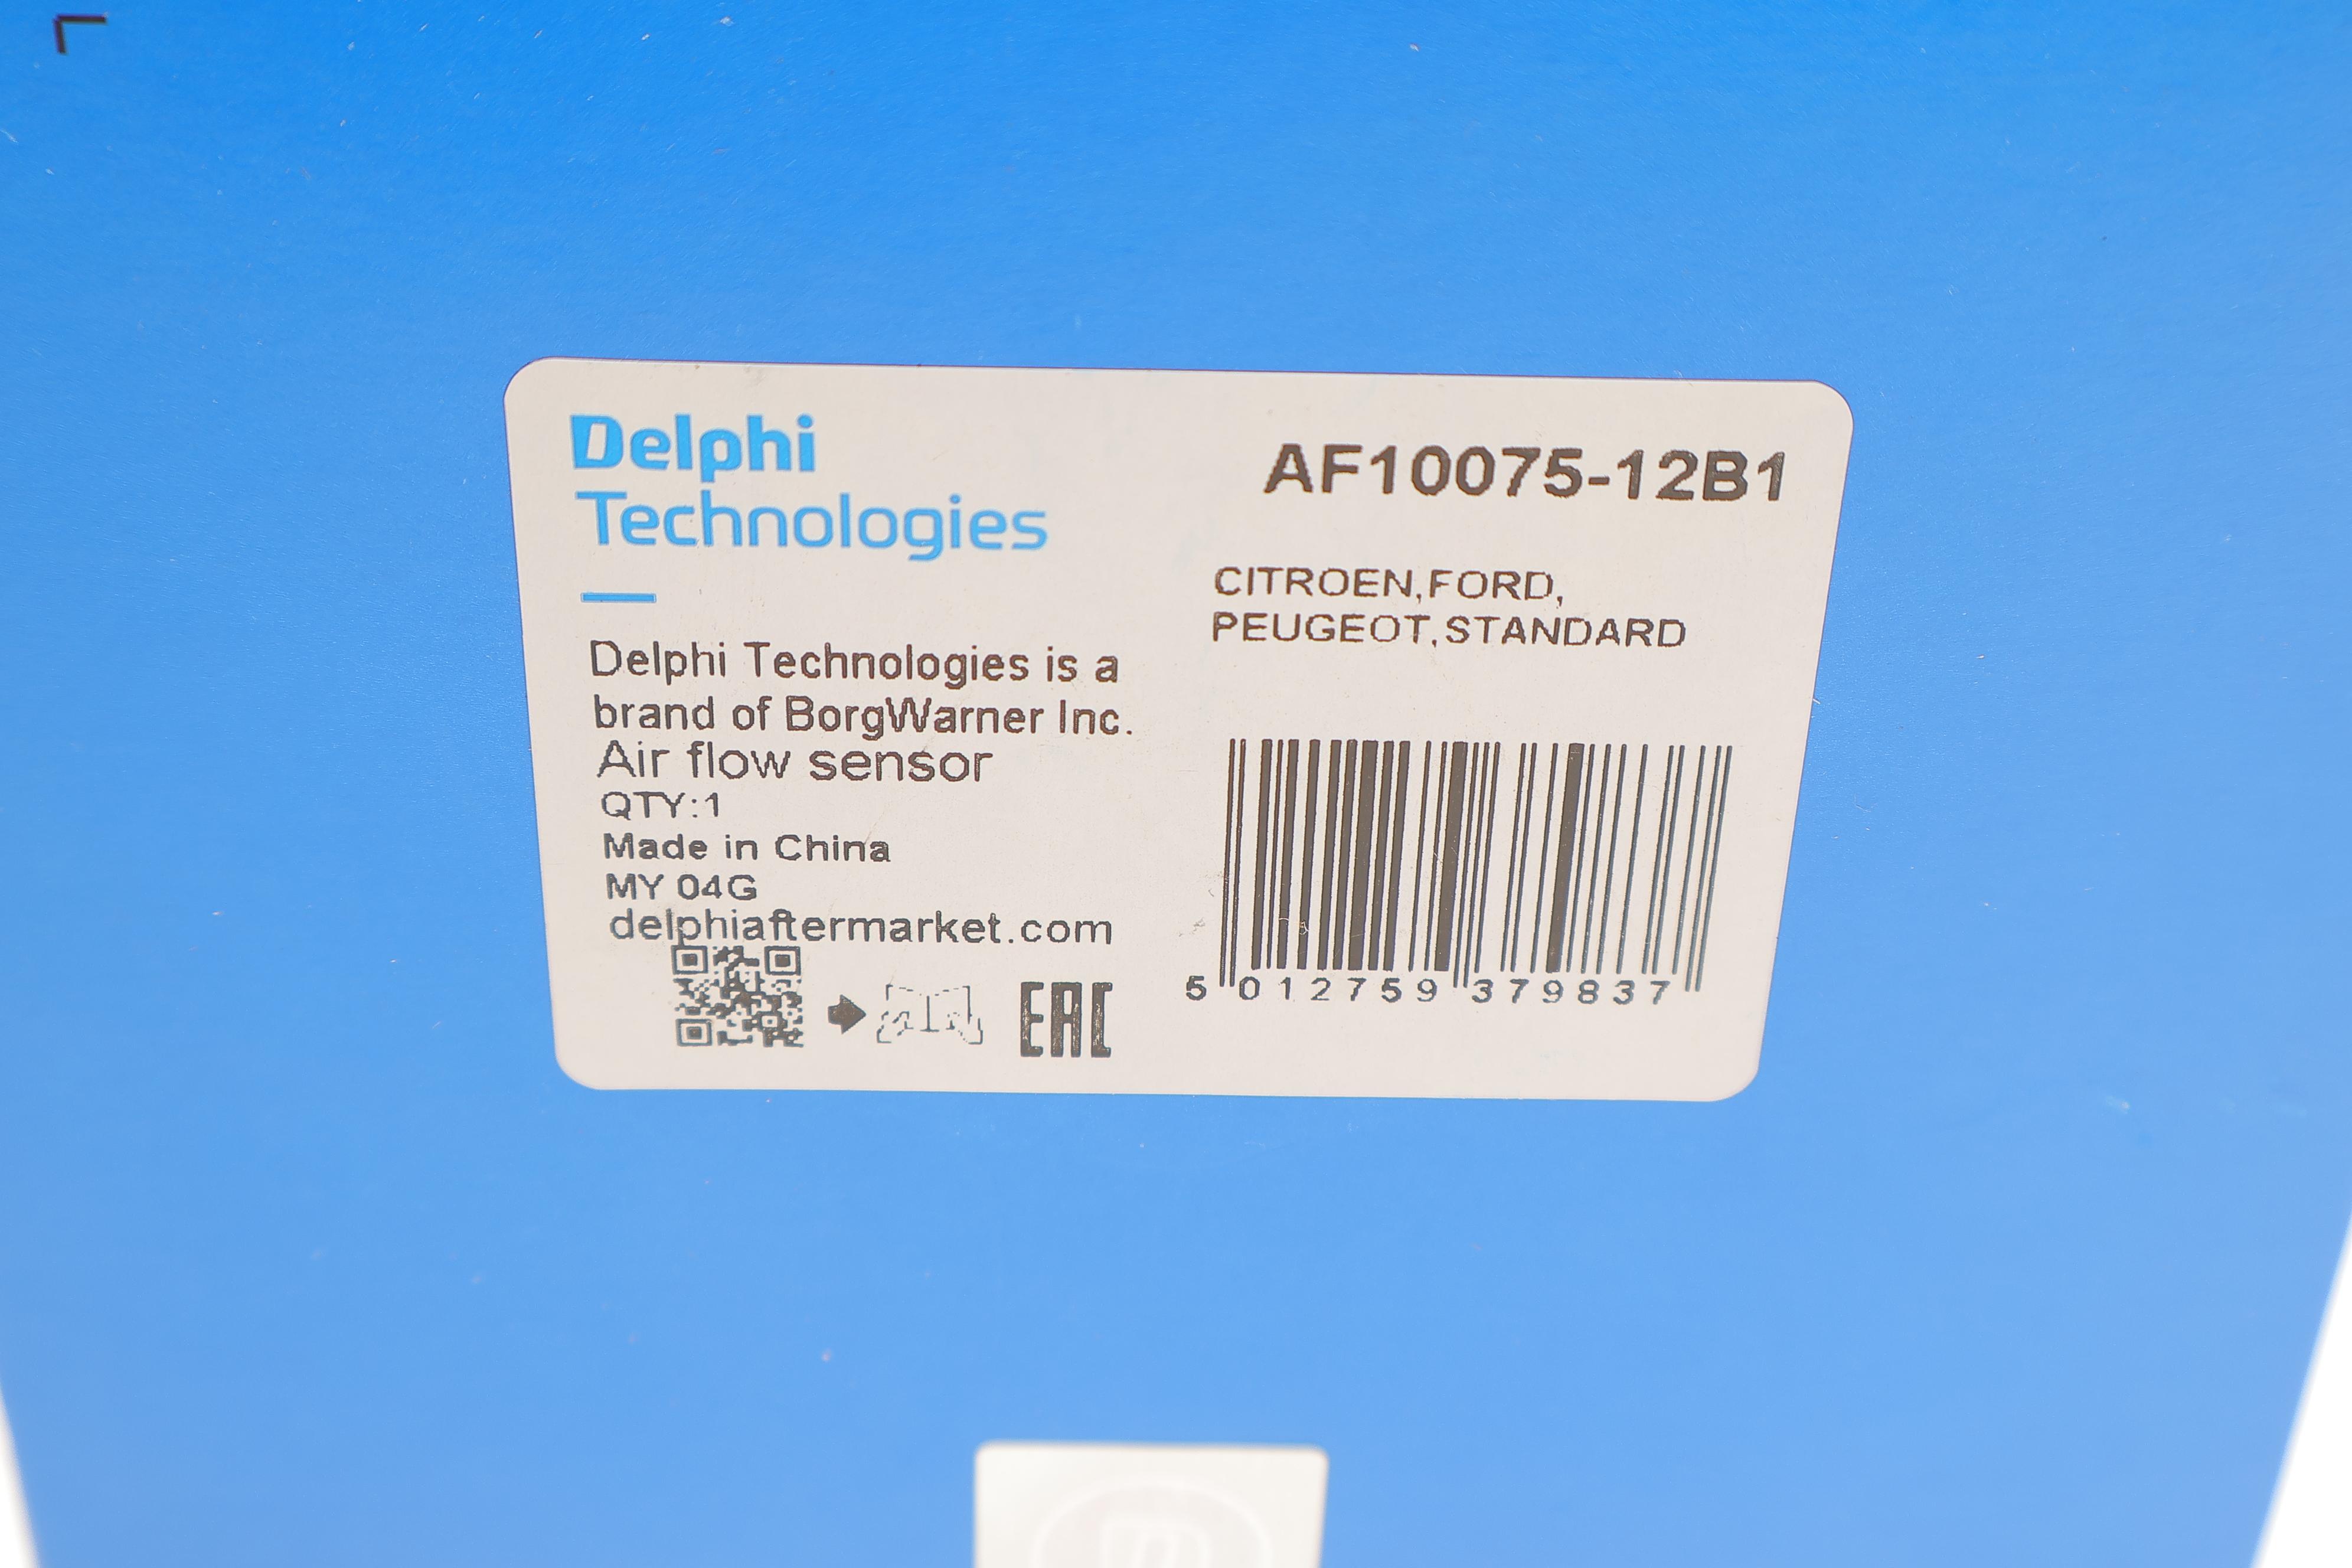 Delphi
Technologies
Delphi Technologies is a
brand of BorgWarner Inc.
Air flow sensor
QTY:1
Made in China
MY 04G
delphiaftermarket.com
EAC
AF10075-12B1
CITROEN,FORD,
PEUGEOT,STANDARD
5 012759 379837